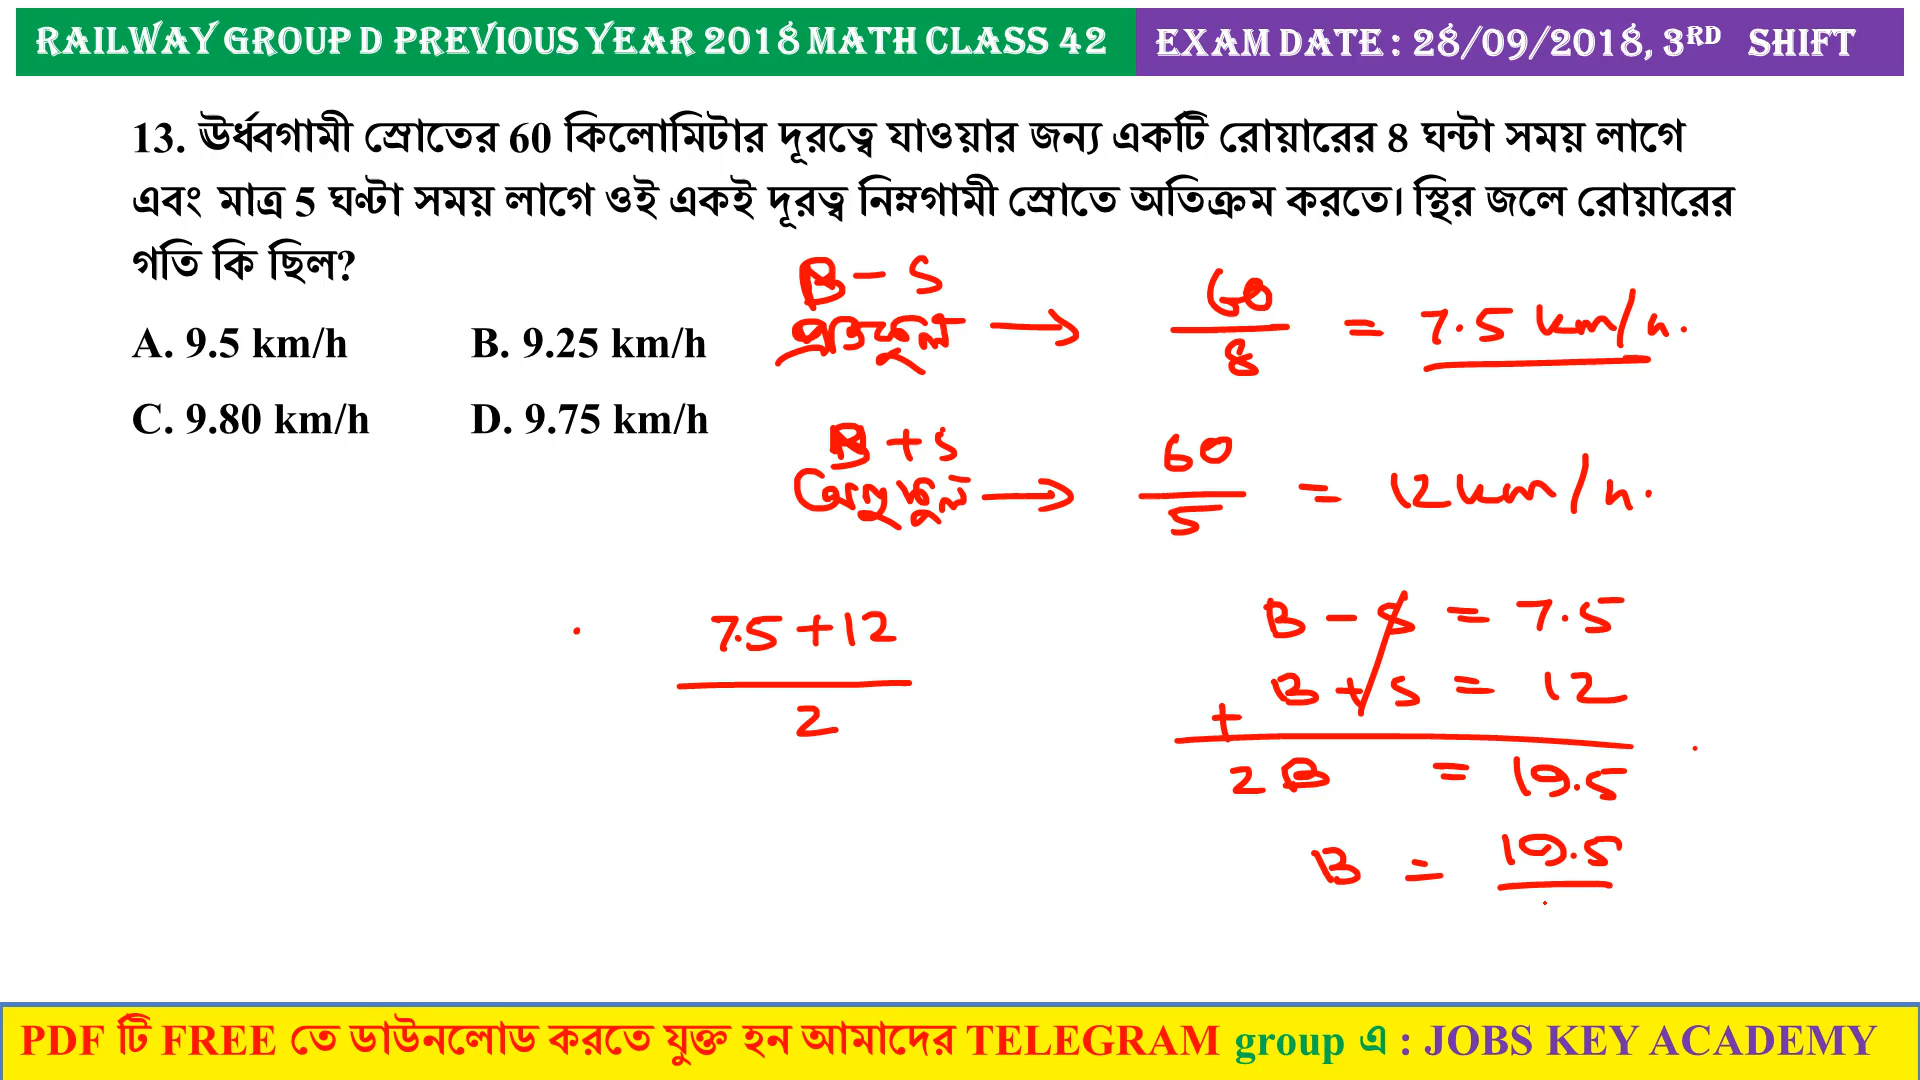 RAILWAY GROUP D PREVIOUS YEAR 2018 MATH CLASS 42 EXAM DATE : 28/09/2018, 3RD SHIFT
13. ঊর্ধ্বগামী স্রোতের 60 কিলোমিটার দূরত্বে যাওয়ার জন্য একটি রোয়ারের 8 ঘন্টা সময় লাগে
এবং মাত্র 5 ঘণ্টা সময় লাগে ওই একই দূরত্ব নিম্নগামী স্রোতে অতিক্রম করতে। স্থির জলে রোয়ারের
গতি কি ছিল?
A. 9.5 km/h B. 9.25 km/h
C. 9.80 km/h D. 9.75 km/h
B - S
প্রতিকূল → 60/8 = 7.5 km/h.
B + S
অনুকূল → 60/5 = 12 km/h.
7.5 + 12
2
B - S = 7.5
B + S = 12
+
2B = 19.5
B = 19.5
PDF টি FREE তে ডাউনলোড করতে যুক্ত হন আমাদের TELEGRAM group এ : JOBS KEY ACADEMY